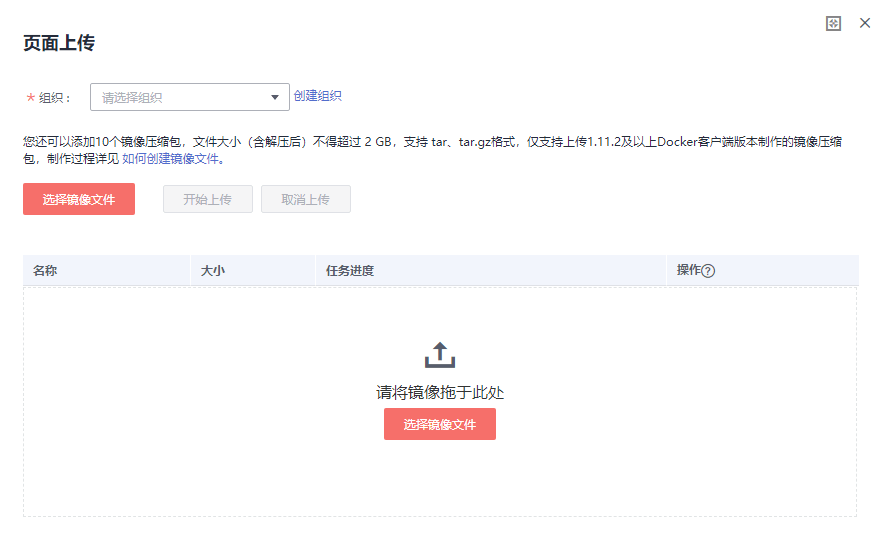 页面上传
* 组织： 请选择组织 创建组织
您还可以添加10个镜像压缩包，文件大小（含解压后）不得超过 2 GB，支持 tar、tar.gz格式，仅支持上传1.11.2及以上Docker客户端版本制作的镜像压缩
包，制作过程详见 如何创建镜像文件。
选择镜像文件 开始上传 取消上传
名称 大小 任务进度 操作?
请将镜像拖于此处
选择镜像文件